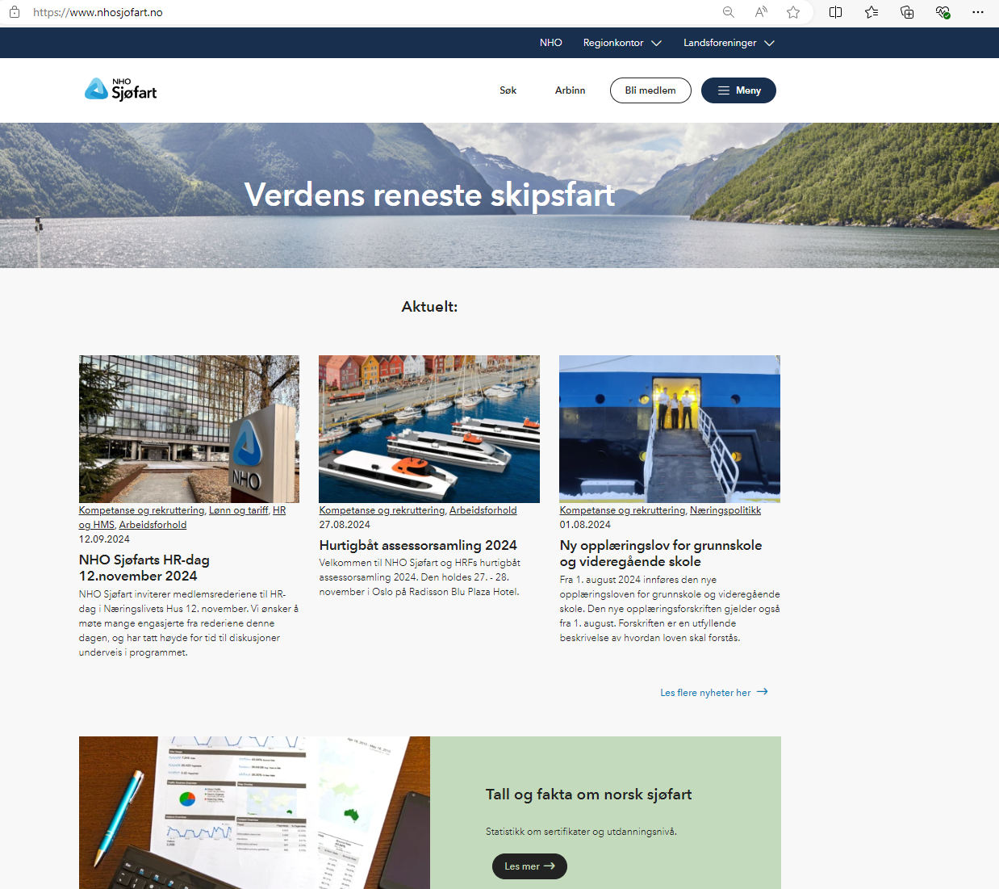 https://www.nhosjofart.no
NHO Regionkontor Landsforeninger
NHO
Sjøfart
Søk Arbinn Bli medlem Meny
Verdens reneste skipsfart
Aktuelt:
NHO
Kompetanse og rekruttering, Lønn og tariff, HR
og HMS, Arbeidsforhold
12.09.2024
NHO Sjøfarts HR-dag
12.november 2024
NHO Sjøfart inviterer medlemsrederiene til HR-
dag i Næringslivets Hus 12. november. Vi ønsker å
møte mange engasjerte fra rederiene denne
dagen, og har tatt høyde for tid til diskusjoner
underveis i programmet.
Kompetanse og rekruttering, Arbeidsforhold
27.08.2024
Hurtigbåt assessorsamling 2024
Velkommen til NHO Sjøfart og HRFs hurtigbåt
assessorsamling 2024. Den holdes 27. - 28.
november i Oslo på Radisson Blu Plaza Hotel.
Kompetanse og rekruttering, Næringspolitikk
01.08.2024
Ny opplæringslov for grunnskole
og videregående skole
Fra 1. august 2024 innføres den nye
opplæringsloven for grunnskole og videregående
skole. Den nye opplæringsforskriften gjelder også
fra 1. august. Forskriften er en utfyllende
beskrivelse av hvordan loven skal forstås.
Les flere nyheter her
Tall og fakta om norsk sjøfart
Statistikk om sertifikater og utdanningsnivå.
Les mer